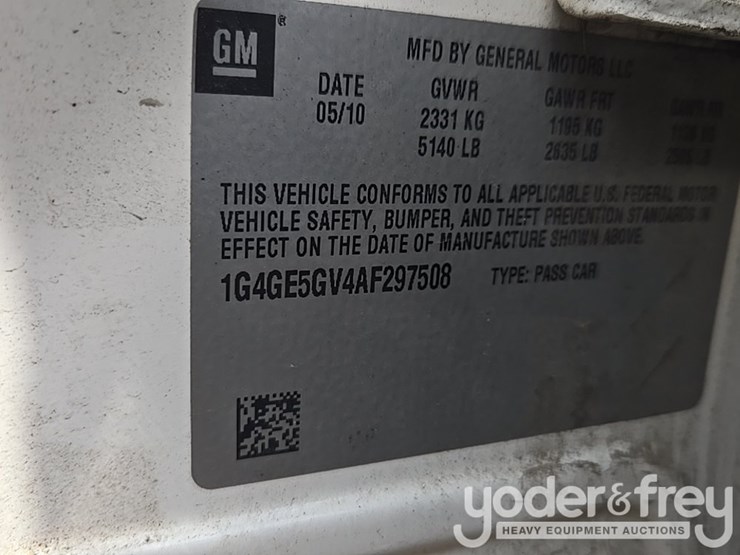 GM ®
MFD BY GENERAL MOTORS LLC
DATE GVWR GAWR FRT GAWR RR
05/10 2331 KG 1195 KG
5140 LB 2635 LB
THIS VEHICLE CONFORMS TO ALL APPLICABLE U.S. FEDERAL MOTOR
VEHICLE SAFETY, BUMPER, AND THEFT PREVENTION STANDARDS IN
EFFECT ON THE DATE OF MANUFACTURE SHOWN ABOVE.
1G4GE5GV4AF297508 TYPE: PASS CAR
yoder&frey
HEAVY EQUIPMENT AUCTIONS